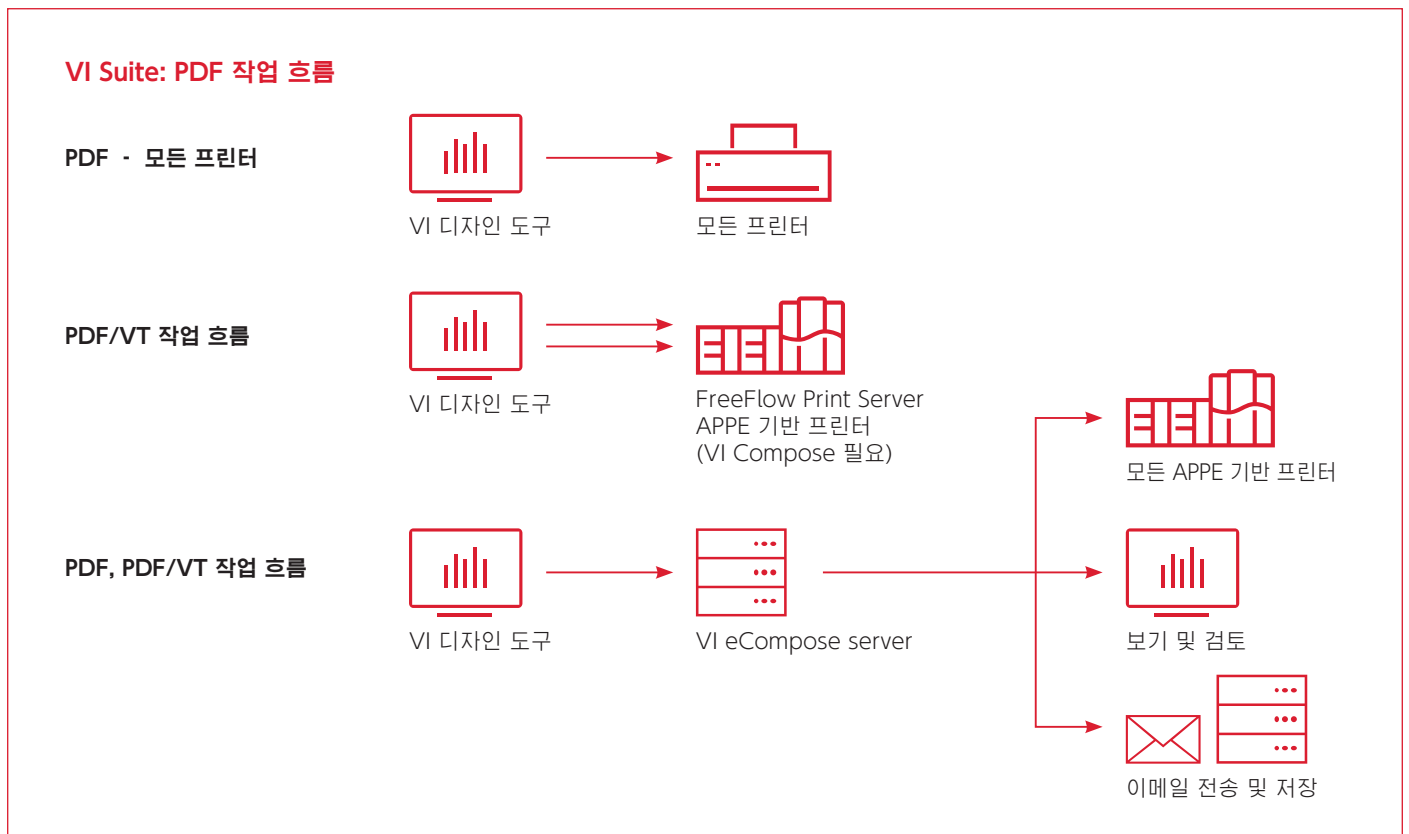 VI Suite: PDF 작업 흐름
PDF - 모든 프린터
VI 디자인 도구
모든 프린터
PDF/VT 작업 흐름
VI 디자인 도구
FreeFlow Print Server
APPE 기반 프린터
(VI Compose 필요)
모든 APPE 기반 프린터
PDF, PDF/VT 작업 흐름
VI 디자인 도구
VI eCompose server
보기 및 검토
이메일 전송 및 저장